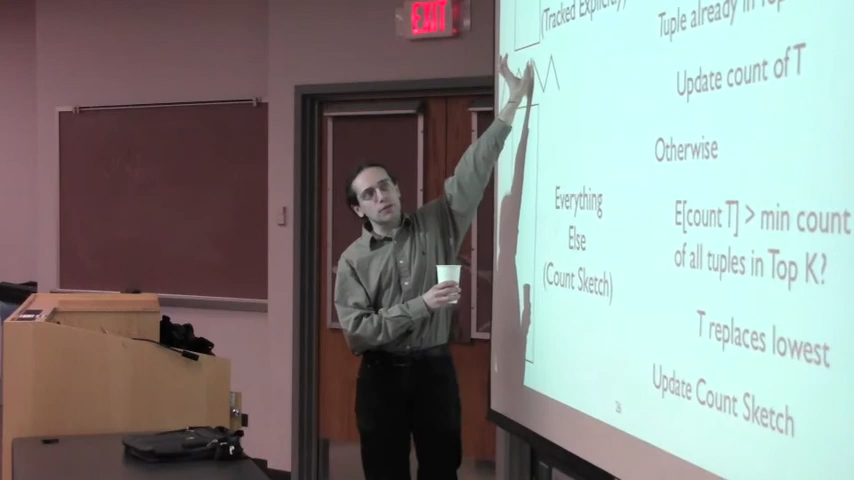 EXIT
(Tracked Explicitly)
Everything
Else
(Count Sketch)
Tuple already in Top
Update count of T
Otherwise
E[count T] > min count
of all tuples in Top K?
T replaces lowest
Update Count Sketch
26